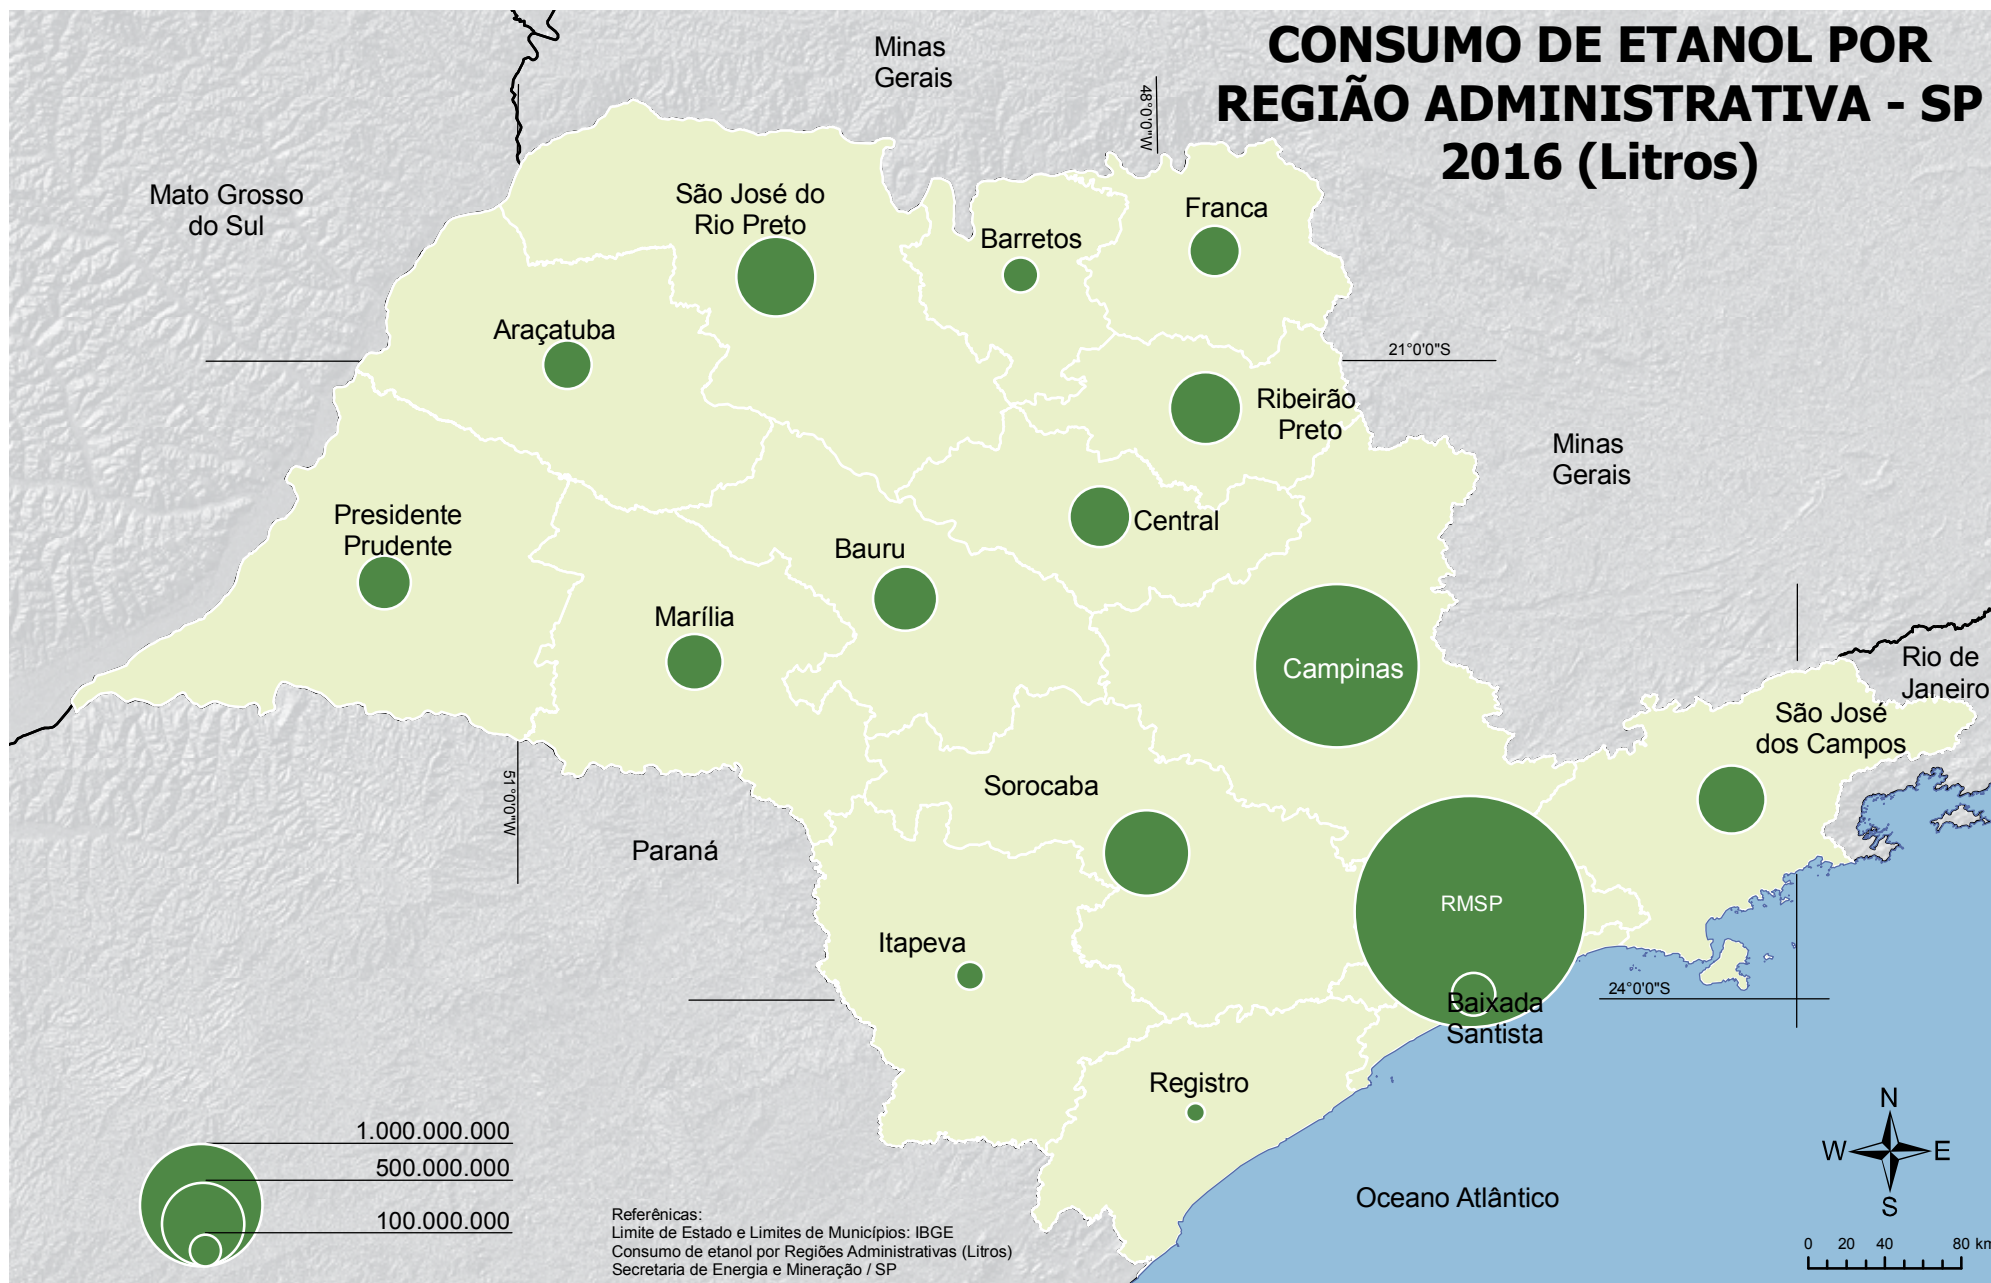 CONSUMO DE ETANOL POR
REGIÃO ADMINISTRATIVA - SP
2016 (Litros)
Minas
Gerais
48°0'0"W
Mato Grosso
do Sul
São José do
Rio Preto
Barretos
Franca
Araçatuba
21°0'0"S
Ribeirão
Preto
Minas
Gerais
Presidente
Prudente
Bauru
Central
Marília
Campinas
Rio de
Janeiro
São José
dos Campos
51°0'0"W
Sorocaba
Paraná
RMSP
Itapeva
24°0'0"S
Baixada
Santista
Registro
Oceano Atlântico
1.000.000.000
500.000.000
100.000.000
Referênicas:
Limite de Estado e Limites de Municípios: IBGE
Consumo de etanol por Regiões Administrativas (Litros)
Secretaria de Energia e Mineração / SP
N
W E
S
0 20 40 80 km